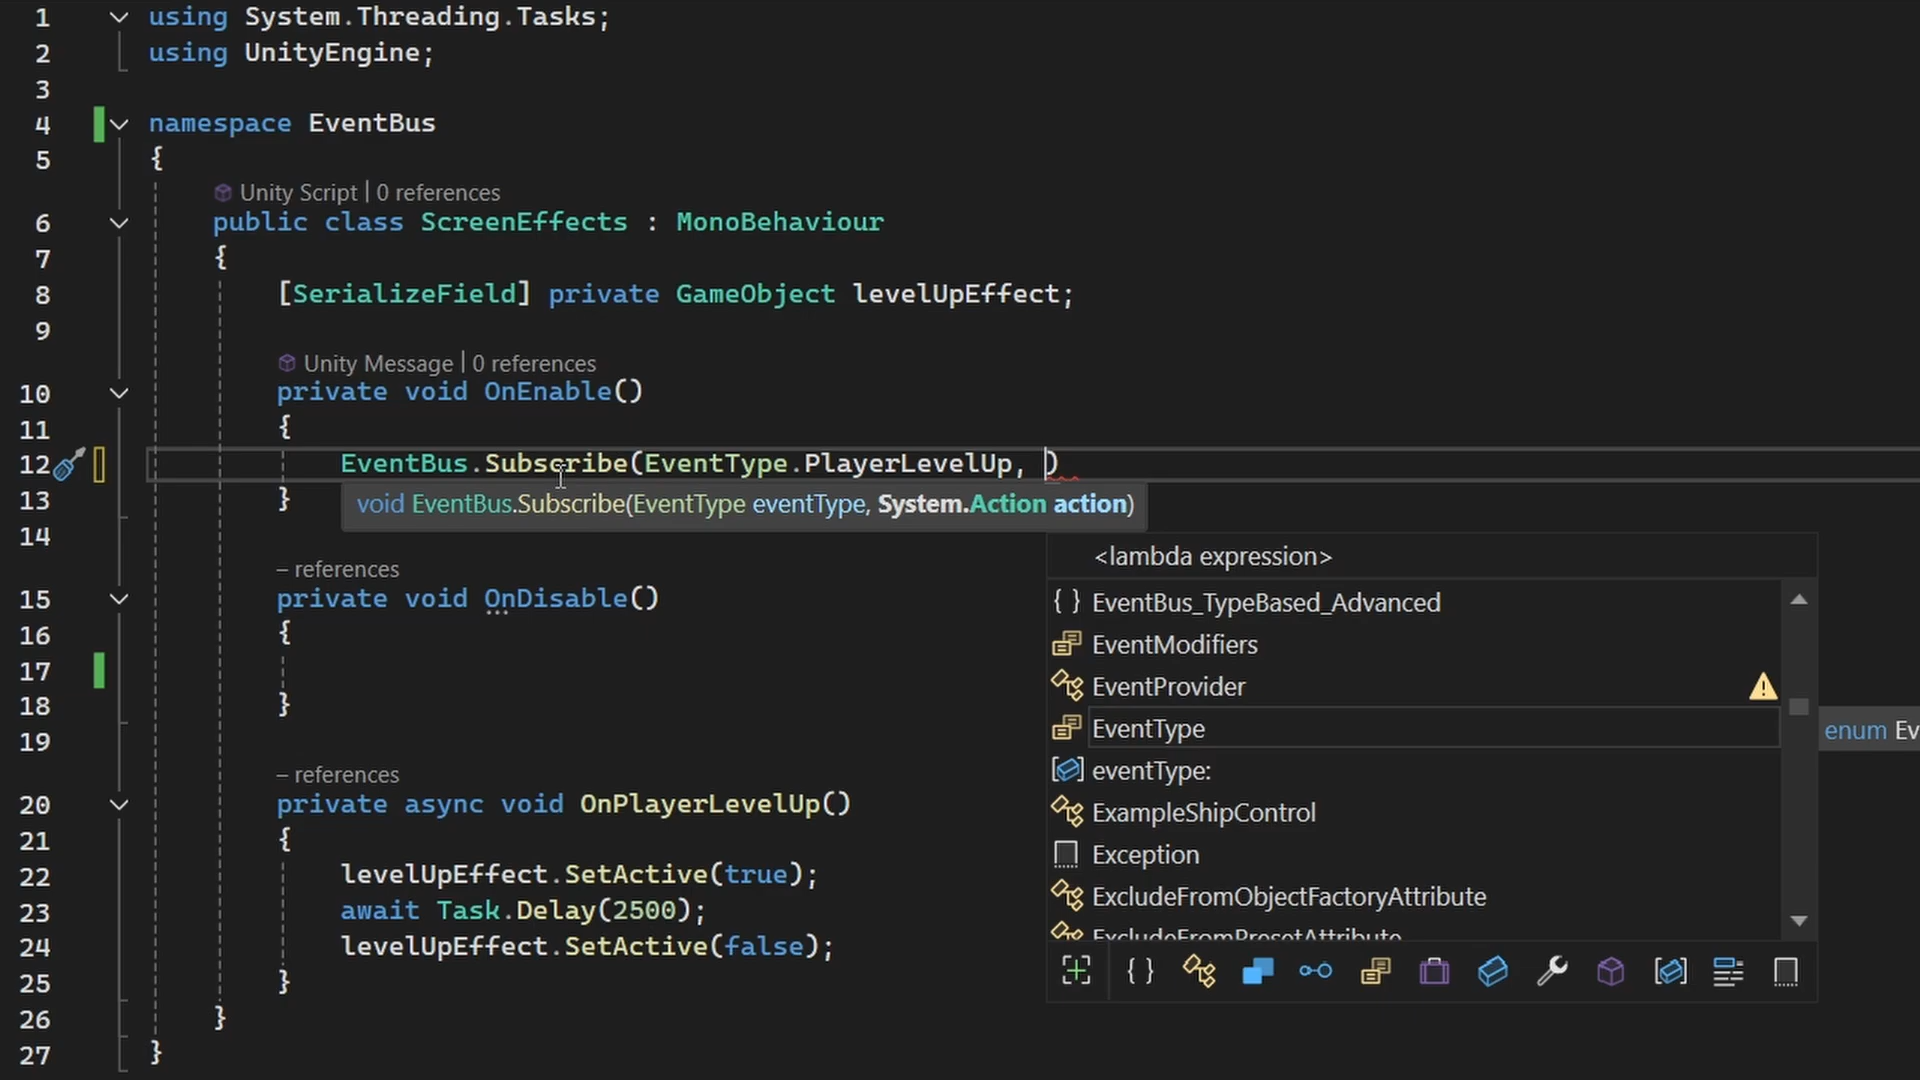 1 using System.Threading.Tasks;
2 using UnityEngine;
3
4 namespace EventBus
5 {
Unity Script | 0 references
6 public class ScreenEffects : MonoBehaviour
7 {
8 [SerializeField] private GameObject levelUpEffect;
9
Unity Message | 0 references
10 private void OnEnable()
11 {
12 EventBus.Subscribe(EventType.PlayerLevelUp, )
13 }
void EventBus.Subscribe(EventType eventType, System.Action action)
14
<lambda expression>
– references
15 private void OnDisable()
16 {
17
18 }
19
{ } EventBus_TypeBased_Advanced
EventModifiers
EventProvider
EventType
enum Ev
eventType:
ExampleShipControl
Exception
ExcludeFromObjectFactoryAttribute
ExcludeFromPresetAttribute
– references
20 private async void OnPlayerLevelUp()
21 {
22 levelUpEffect.SetActive(true);
23 await Task.Delay(2500);
24 levelUpEffect.SetActive(false);
25 }
26 }
27 }